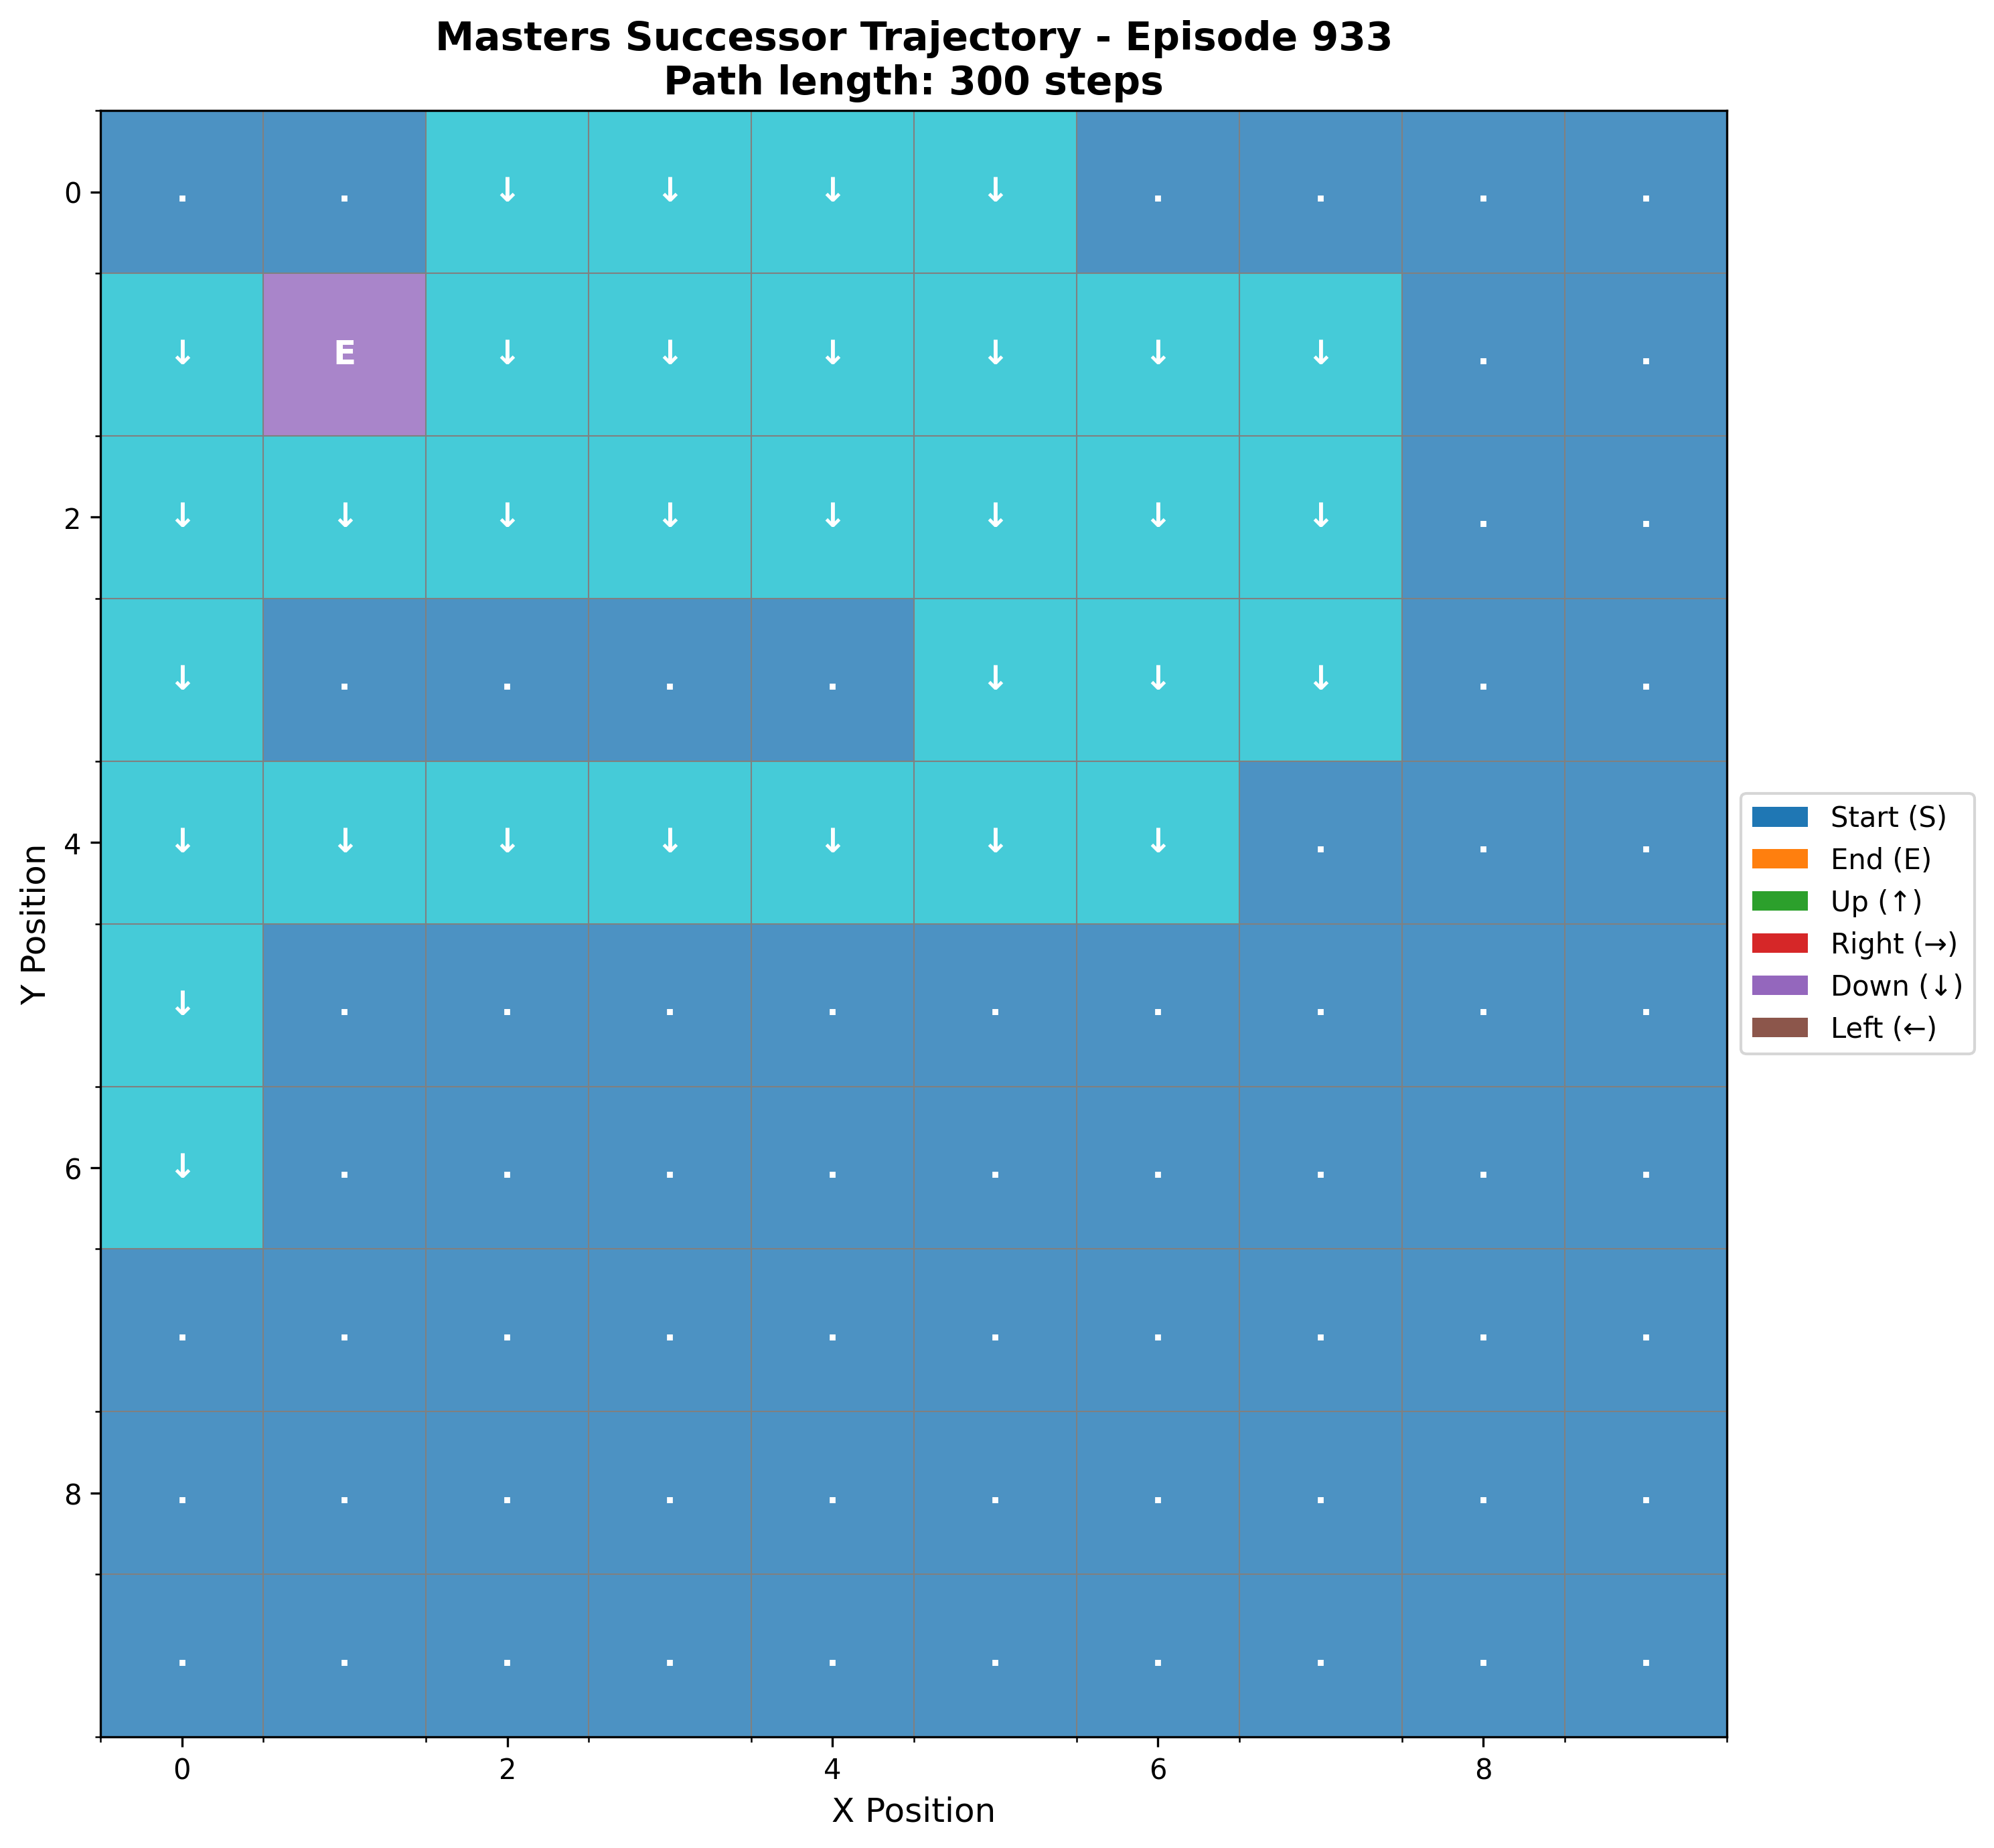 Masters Successor Trajectory - Episode 933
Path length: 300 steps
0 . . ↓ ↓ ↓ ↓ . . . .
↓ E ↓ ↓ ↓ ↓ ↓ ↓ . .
2 ↓ ↓ ↓ ↓ ↓ ↓ ↓ ↓ . .
↓ . . . . ↓ ↓ ↓ . .
4 ↓ ↓ ↓ ↓ ↓ ↓ ↓ . . .
↓ . . . . . . . . .
6 ↓ . . . . . . . . .
. . . . . . . . . .
8 . . . . . . . . . .
. . . . . . . . . .
0 2 4 6 8
X Position
Y Position
Start (S)
End (E)
Up (↑)
Right (→)
Down (↓)
Left (←)